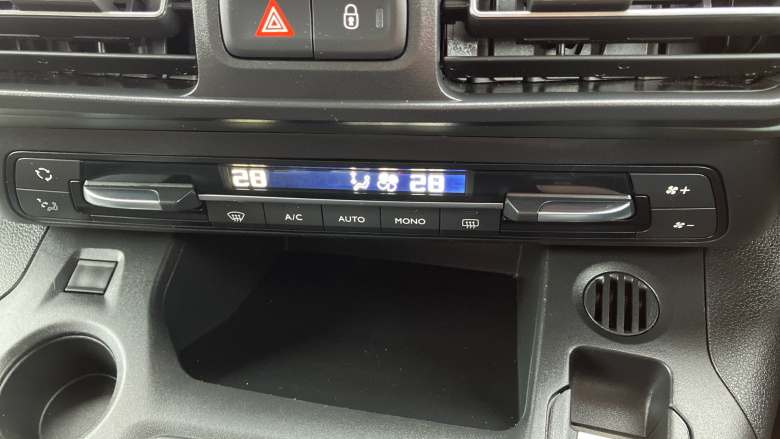 28 28
A/C AUTO MONO
+
-